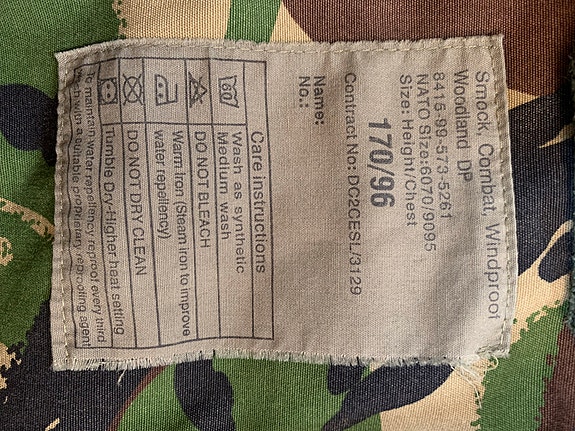 Smock, Combat, Windproof
Woodland DP
8415-99-573-5261
NATO Size:6070/9095
Size: Height/Chest
170/96
Contract No: DC2CESL/3129
Name:
No.:
Care instructions
60
Wash as synthetic
Medium wash
DO NOT BLEACH
Warm Iron (Steam iron to improve
water repellency)
DO NOT DRY CLEAN
Tumble Dry-Higher heat setting
To maintain water repellency reproof every third
wash with a suitable proprietary reproofing agent